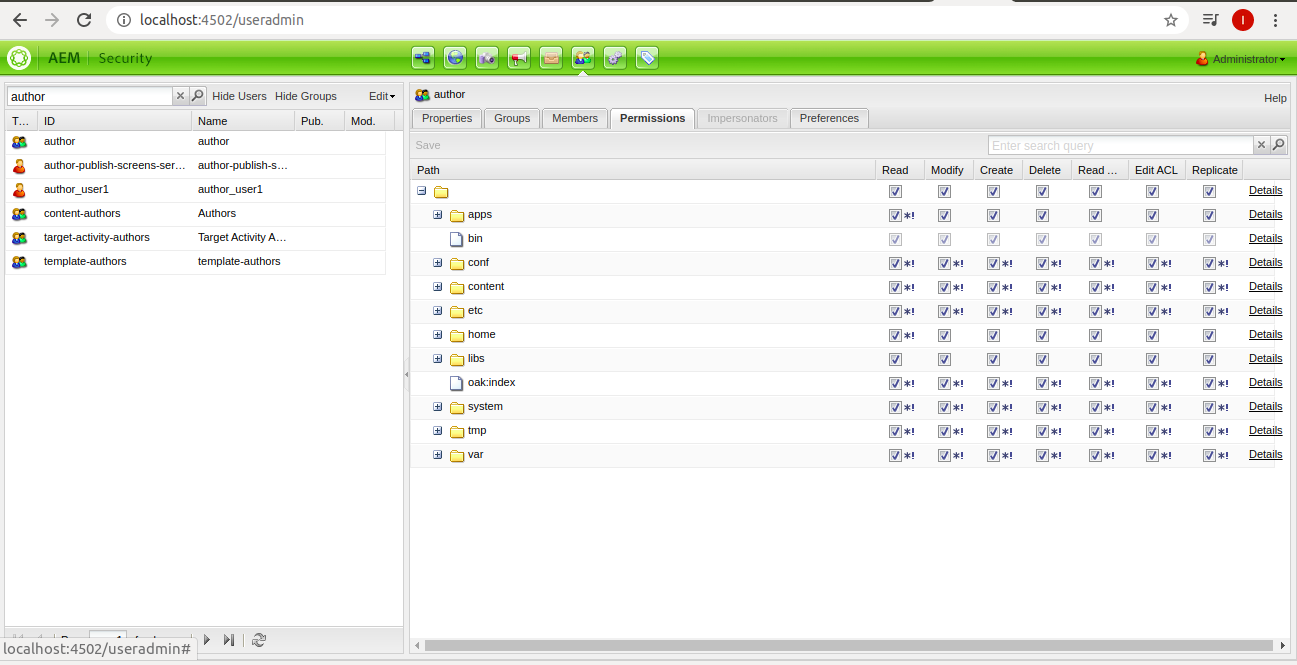 localhost:4502/useradmin
I
AEM Security
Administrator
author
Hide Users Hide Groups Edit
T... ID Name Pub. Mod.
author author
author-publish-screens-ser... author-publish-s...
author_user1 author_user1
content-authors Authors
target-activity-authors Target Activity A...
template-authors template-authors
localhost:4502/useradmin#
author
Help
Properties Groups Members Permissions Impersonators Preferences
Save Enter search query
Path Read Modify Create Delete Read ... Edit ACL Replicate
Details
apps *! Details
bin Details
conf *! *! *! *! *! *! *! Details
content *! *! *! *! *! *! *! Details
etc *! *! *! *! *! *! *! Details
home *! Details
libs Details
oak:index *! *! *! *! *! *! *! Details
system *! *! *! *! *! *! *! Details
tmp *! *! *! *! *! *! *! Details
var *! *! *! *! *! *! *! Details